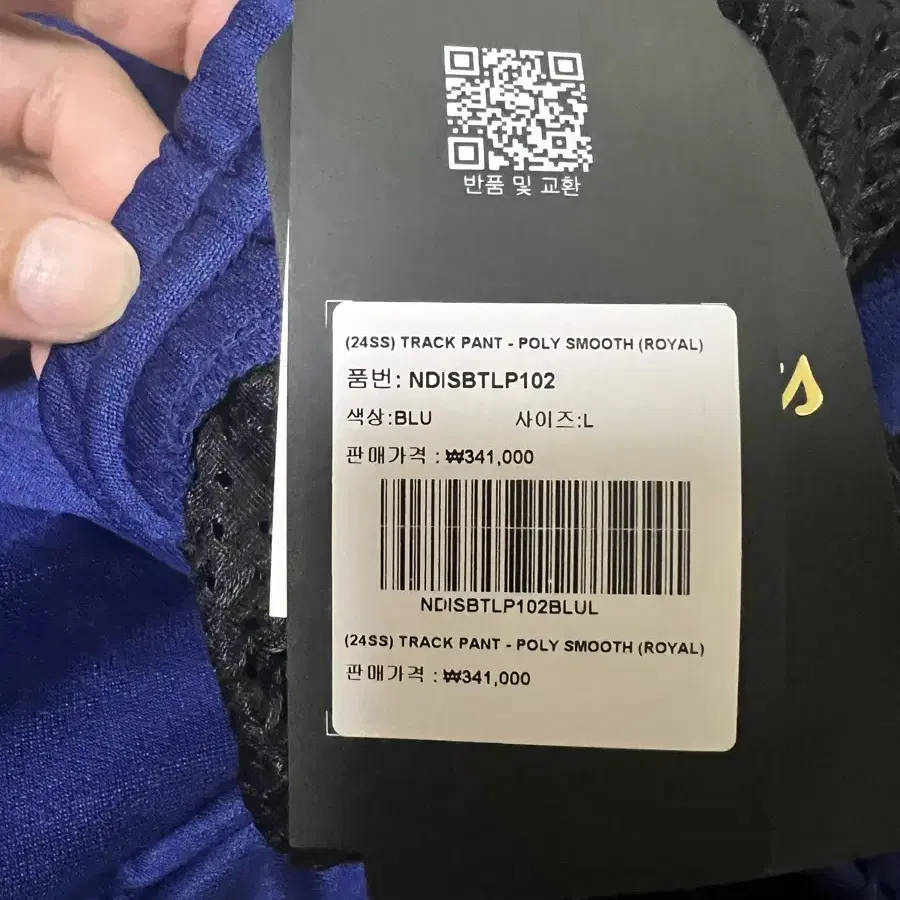 반품 및 교환
(24SS) TRACK PANT - POLY SMOOTH (ROYAL)
품번: NDISBTLP102
색상:BLU 사이즈:L
판매가격 : ₩341,000
NDISBTLP102BLUL
(24SS) TRACK PANT - POLY SMOOTH (ROYAL)
판매가격 : ₩341,000